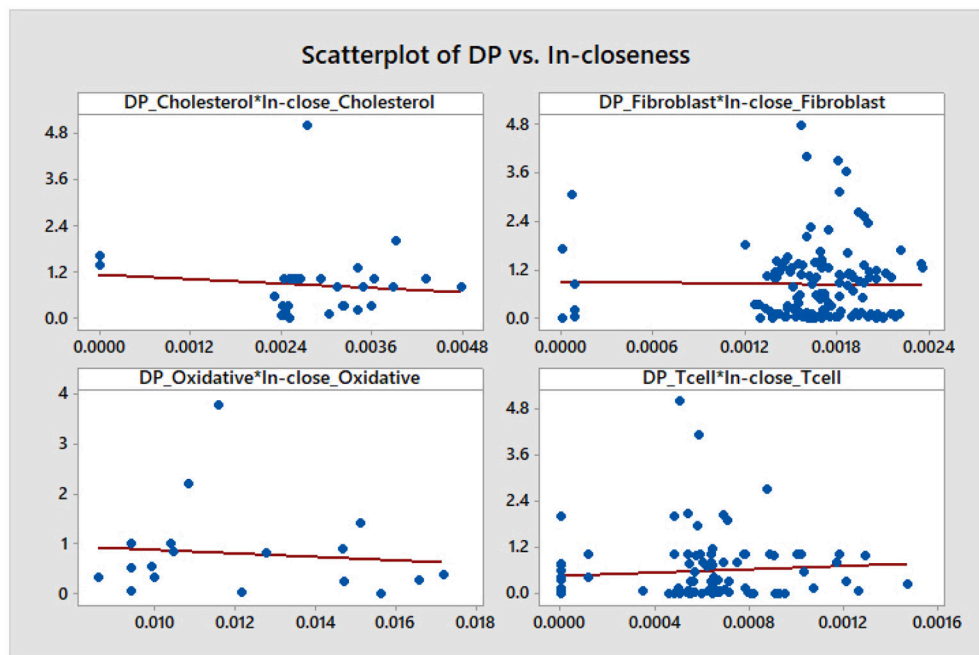 Scatterplot of DP vs. In-closeness
DP_Cholesterol*In-close_Cholesterol
4.8
3.6
2.4
1.2
0.0
0.0000 0.0012 0.0024 0.0036 0.0048
DP_Fibroblast*In-close_Fibroblast
4.8
3.6
2.4
1.2
0.0
0.0000 0.0006 0.0012 0.0018 0.0024
DP_Oxidative*In-close_Oxidative
4
3
2
1
0
0.010 0.012 0.014 0.016 0.018
DP_Tcell*In-close_Tcell
4.8
3.6
2.4
1.2
0.0
0.0000 0.0004 0.0008 0.0012 0.0016